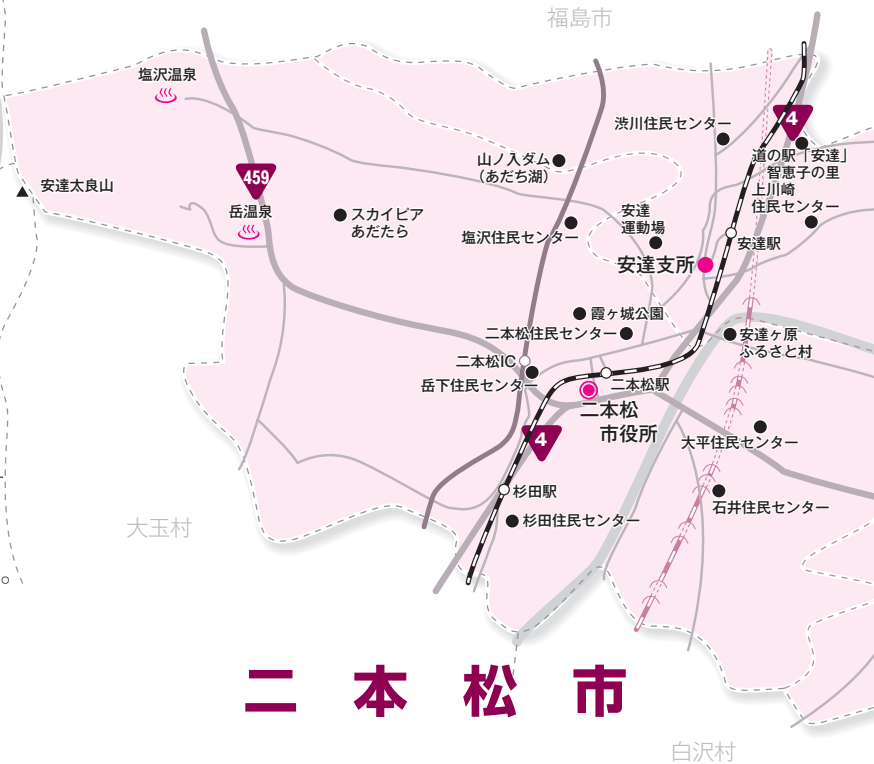 福島市
塩沢温泉
渋川住民センター
4
道の駅「安達」
智恵子の里
山ノ入ダム
（あだち湖）
459
安達太良山
上川崎
住民センター
岳温泉
スカイピア
あだたら
安達
運動場
塩沢住民センター
安達駅
安達支所
霞ヶ城公園
二本松住民センター
安達ヶ原
ふるさと村
二本松IC
岳下住民センター
二本松駅
二本松
市役所
4
大平住民センター
杉田駅
石井住民センター
杉田住民センター
大玉村
二本松市
白沢村